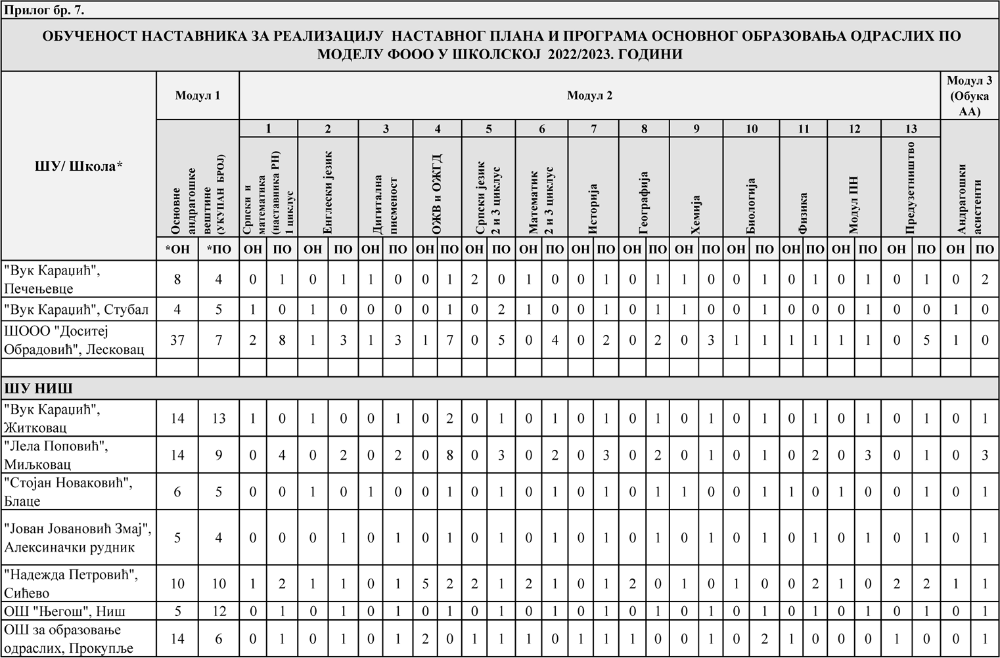 Прилог бр. 7.
ОБУЧЕНОСТ НАСТАВНИКА ЗА РЕАЛИЗАЦИЈУ НАСТАВНОГ ПЛАНА И ПРОГРАМА ОСНОВНОГ ОБРАЗОВАЊА ОДРАСЛИХ ПО
МОДЕЛУ ФООО У ШКОЛСКОЈ 2022/2023. ГОДИНИ
ШУ/ Школа*
Модул 1
Модул 2
Модул 3
(Обука
АА)
1 2 3 4 5 6 7 8 9 10 11 12 13
Основне
андрагошке
вештине
(УКУПАН БРОЈ)
Српски и
математика
(наставника РН)
1 циклус
Енглески језик
Дигитална
писменост
ОЖВ и ОЖГД
Српски језик
2 и 3 циклус
Математик
2 и 3 циклус
Историја
Географија
Хемија
Биологија
Физика
Модул ПН
Предузетништво
Андрагошки
асистенти
*ОН *ПО ОН ПО ОН ПО ОН ПО ОН ПО ОН ПО ОН ПО ОН ПО ОН ПО ОН ПО ОН ПО ОН ПО ОН ПО ОН ПО ОН ПО
"Вук Караџић",
Печењевце
8 4 0 1 0 1 1 0 0 1 2 0 1 0 0 1 0 1 1 0 0 1 0 1 0 1 0 1 0 2
"Вук Караџић", Стубал 4 5 1 0 1 0 0 0 0 1 0 2 1 0 0 1 0 1 1 0 0 1 0 0 0 1 0 0 1 0
ШООО "Доситеј
Обрадовић", Лесковац
37 7 2 8 1 3 1 3 1 7 0 5 0 4 0 2 0 2 0 3 1 1 1 1 1 1 0 5 1 0
ШУ НИШ
"Вук Караџић",
Житковац
14 13 1 0 1 0 0 1 0 2 0 1 0 1 0 1 0 1 0 1 0 1 0 1 0 1 0 1 0 1
"Лела Поповић",
Миљковац
14 9 0 4 0 2 0 2 0 8 0 3 0 2 0 3 0 2 0 1 0 1 0 2 0 3 0 1 0 3
"Стојан Новаковић",
Блаце
6 5 0 0 1 0 1 0 0 1 0 1 0 1 0 1 0 1 1 0 0 1 1 0 1 0 0 1 0 1
"Јован Јовановић Змај",
Алексиначки рудник
5 4 0 0 0 1 0 1 0 1 0 1 0 1 0 1 0 1 0 1 0 1 0 1 0 1 0 1 0 1
"Надежда Петровић",
Сићево
10 10 1 2 1 1 0 1 5 2 2 1 2 1 0 1 2 0 1 0 1 0 0 2 1 0 2 2 1 1
ОШ "Његош", Ниш 5 12 0 1 0 1 0 1 0 1 0 1 0 1 0 1 0 1 0 1 0 1 0 1 0 1 0 1 0 1
ОШ за образовање
одраслих, Прокупље
14 6 0 1 0 1 0 1 2 0 1 1 1 0 1 1 1 0 0 1 0 2 1 0 0 0 1 0 0 1